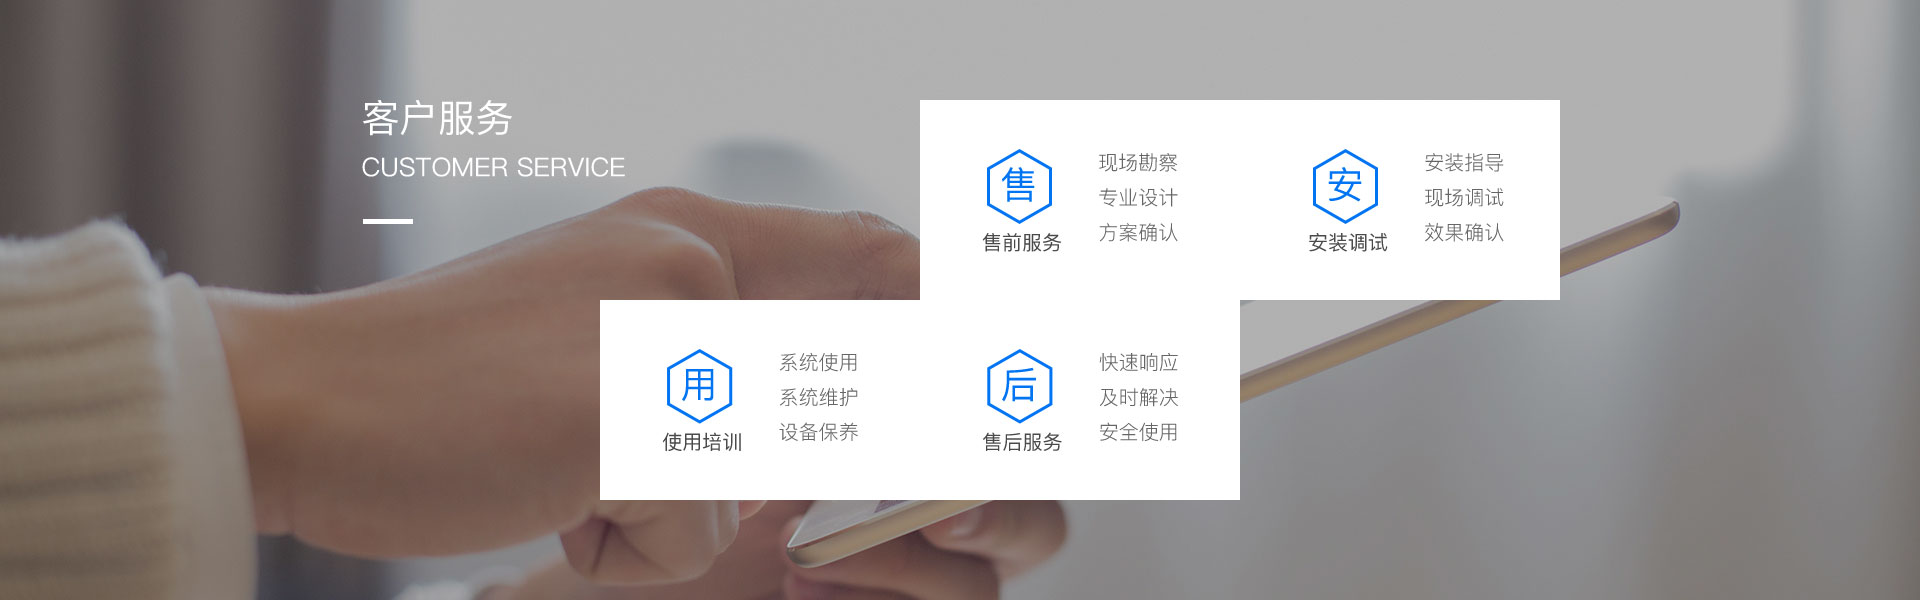 客户服务
CUSTOMER SERVICE
售
售前服务
现场勘察
专业设计
方案确认
安
安装调试
安装指导
现场调试
效果确认
用
使用培训
系统使用
系统维护
设备保养
后
售后服务
快速响应
及时解决
安全使用